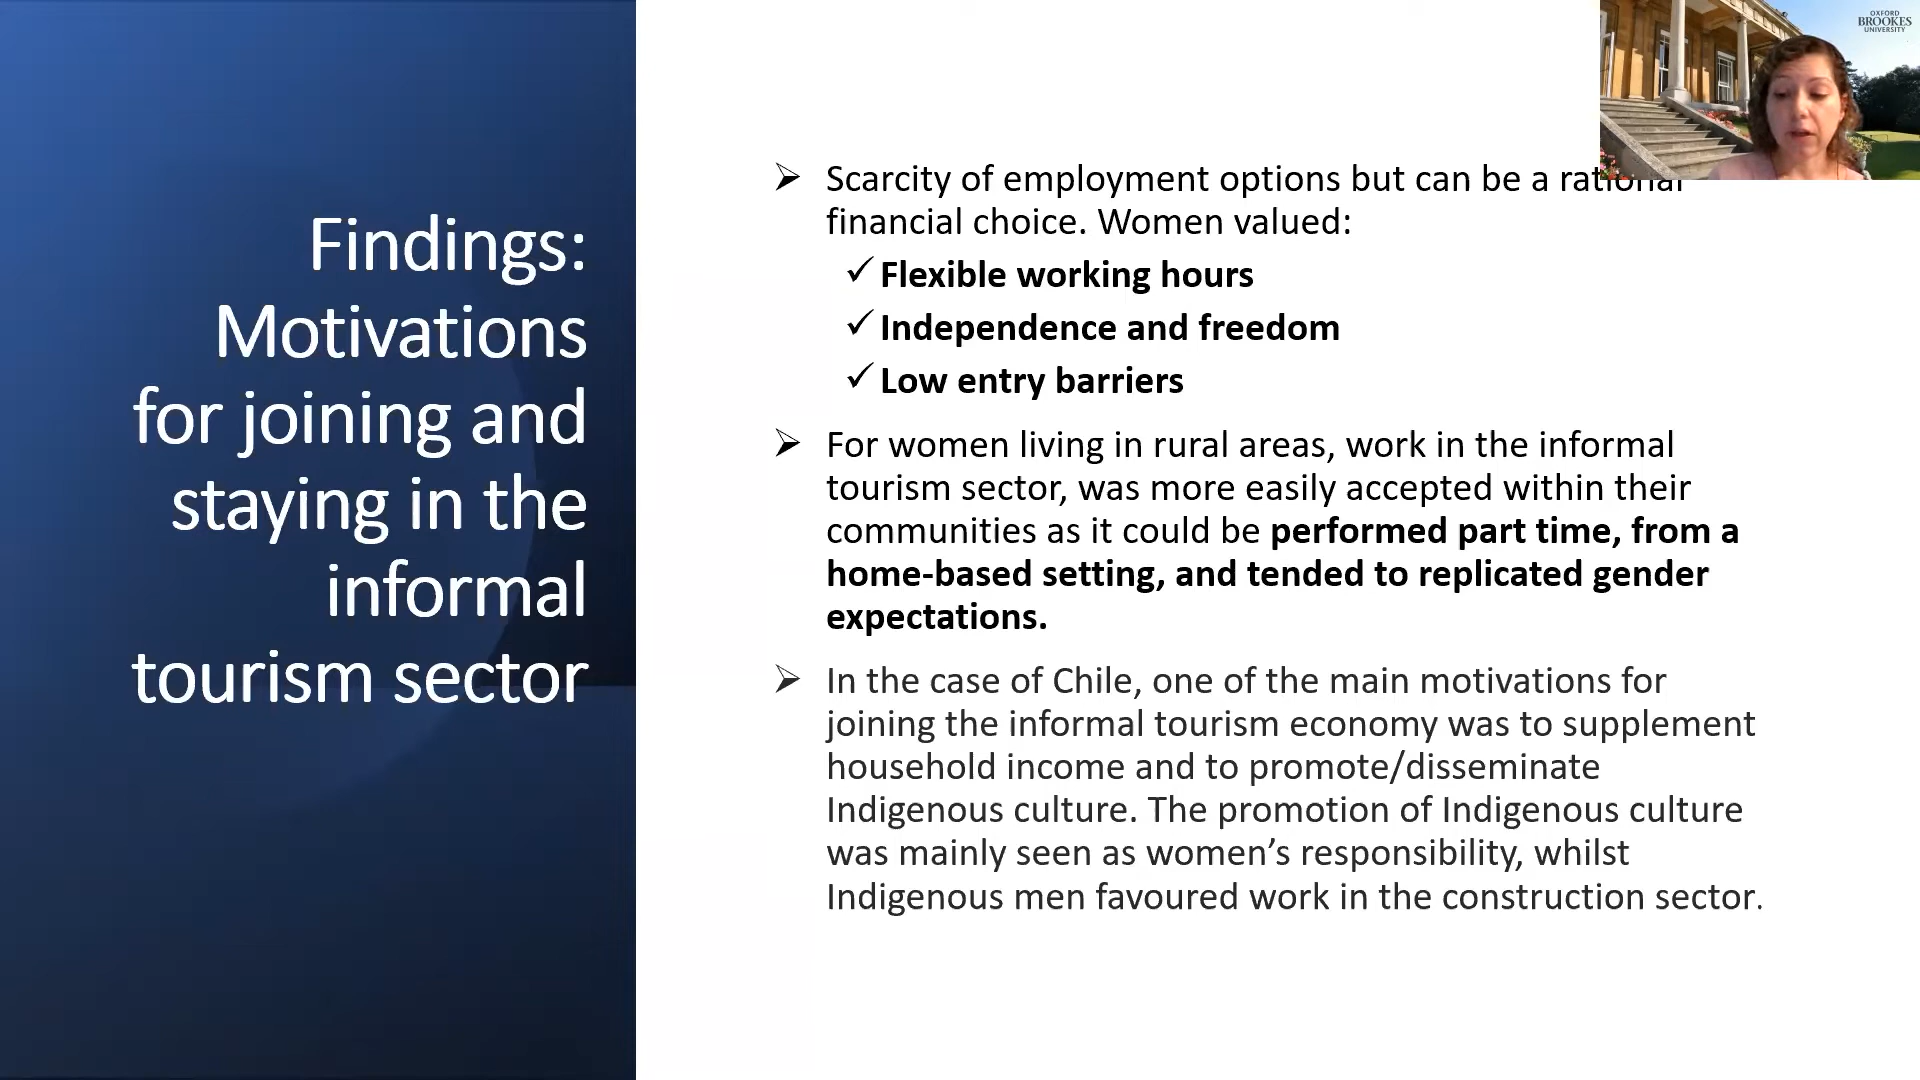 OXFORD
BROOKES
UNIVERSITY
Findings:
Motivations
for joining and
staying in the
informal
tourism sector
➢ Scarcity of employment options but can be a rational
financial choice. Women valued:
✓ Flexible working hours
✓ Independence and freedom
✓ Low entry barriers
➢ For women living in rural areas, work in the informal
tourism sector, was more easily accepted within their
communities as it could be performed part time, from a
home-based setting, and tended to replicated gender
expectations.
➢ In the case of Chile, one of the main motivations for
joining the informal tourism economy was to supplement
household income and to promote/disseminate
Indigenous culture. The promotion of Indigenous culture
was mainly seen as women’s responsibility, whilst
Indigenous men favoured work in the construction sector.